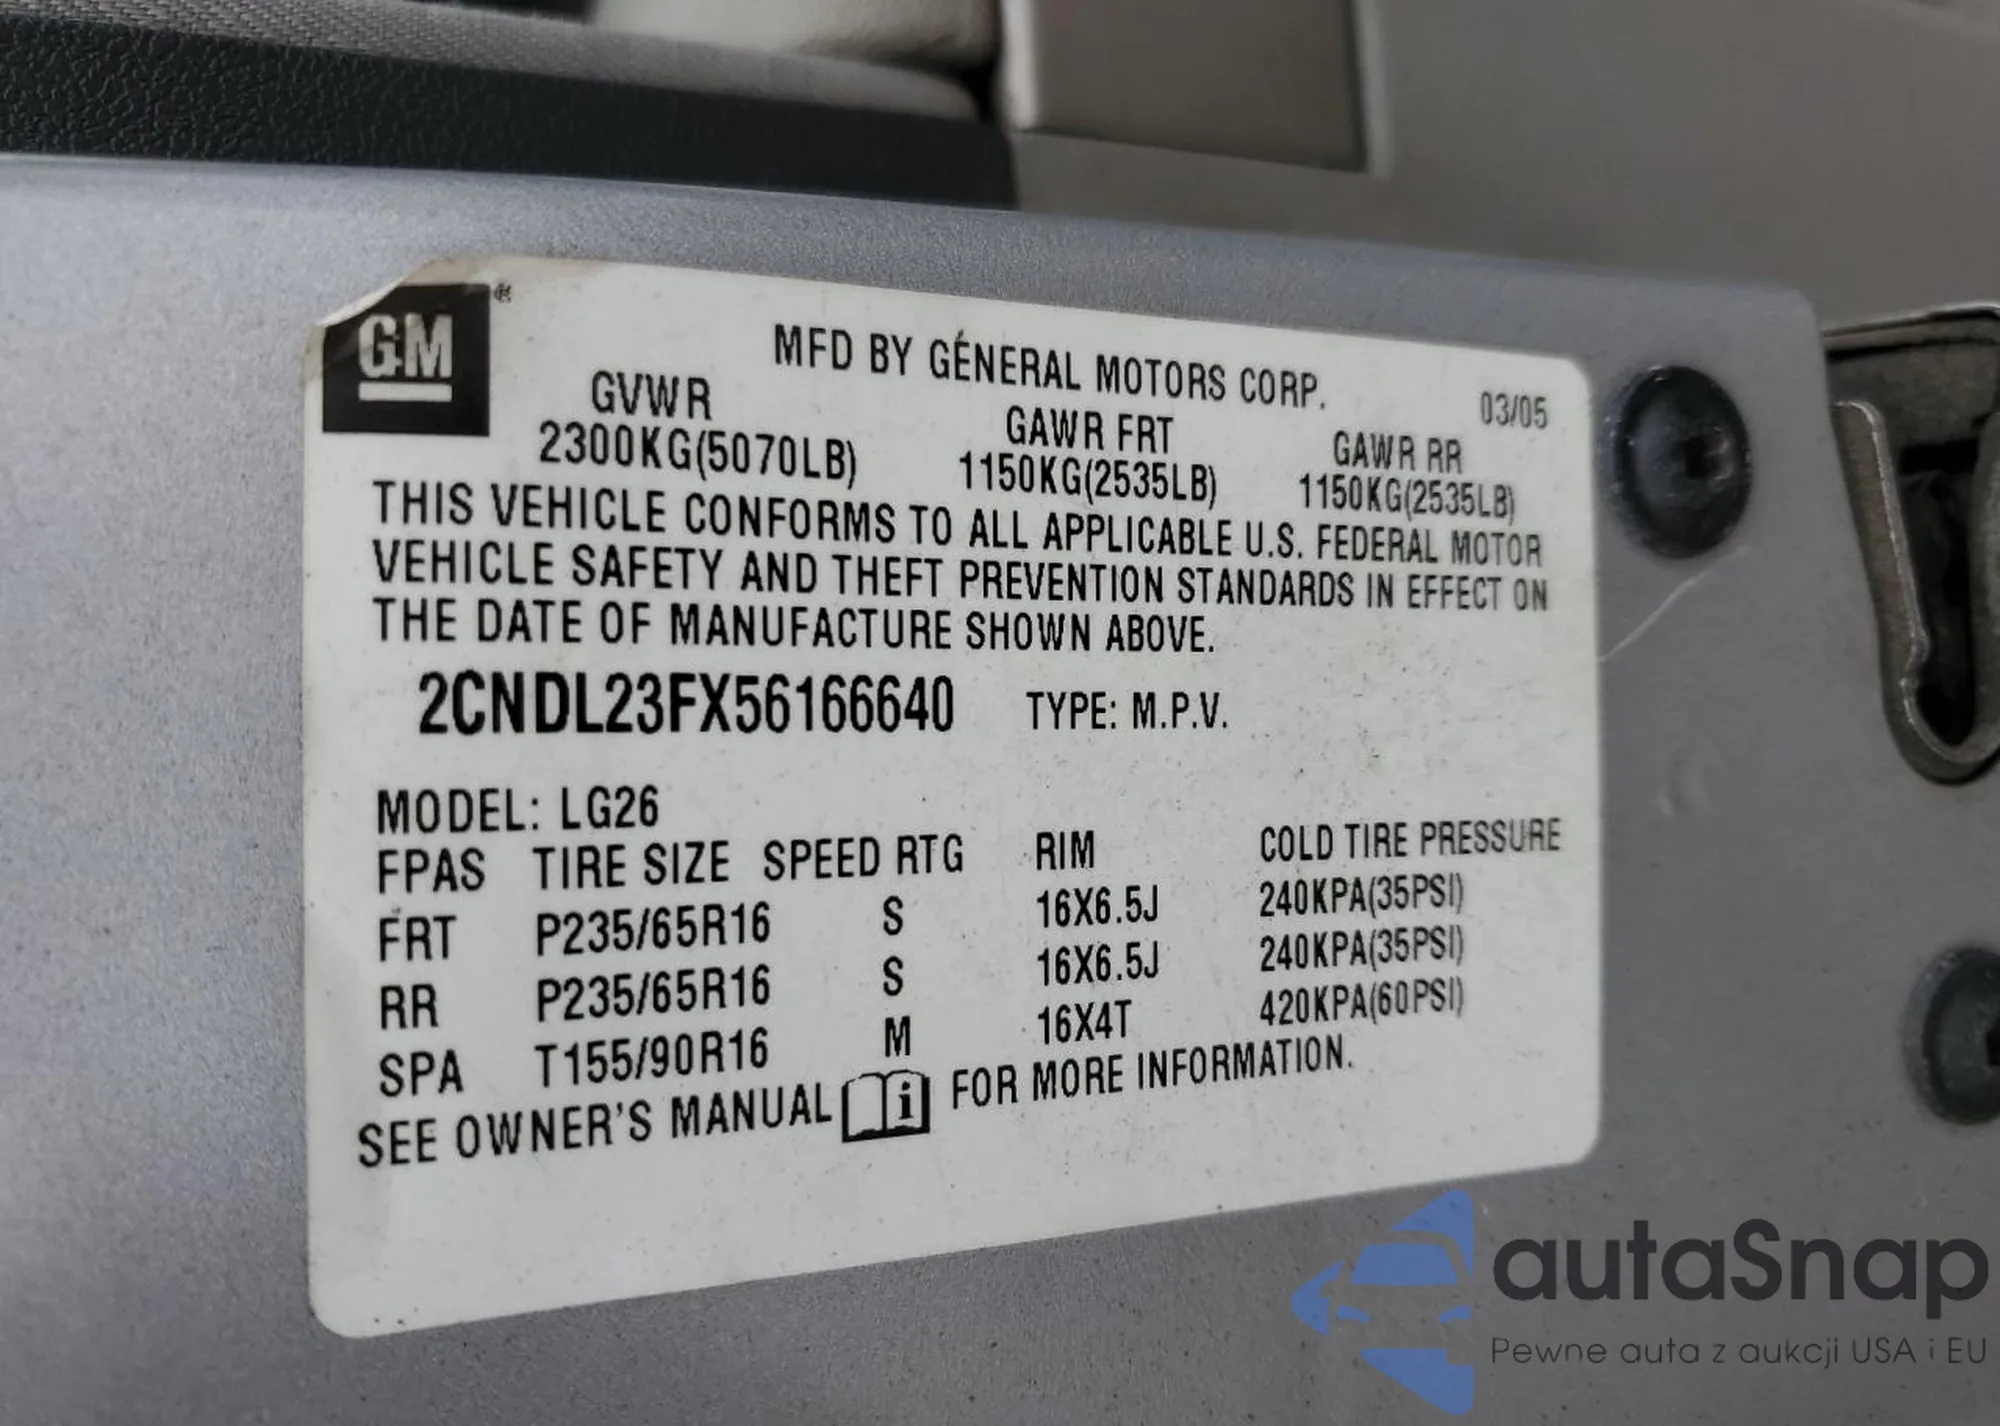 GM®
MFD BY GENERAL MOTORS CORP.
03/05
GVWR GAWR FRT GAWR RR
2300KG(5070LB) 1150KG(2535LB) 1150KG(2535LB)
THIS VEHICLE CONFORMS TO ALL APPLICABLE U.S. FEDERAL MOTOR
VEHICLE SAFETY AND THEFT PREVENTION STANDARDS IN EFFECT ON
THE DATE OF MANUFACTURE SHOWN ABOVE.
2CNDL23FX56166640 TYPE: M.P.V.
MODEL: LG26
FPAS TIRE SIZE SPEED RTG RIM COLD TIRE PRESSURE
FRT P235/65R16 S 16X6.5J 240KPA(35PSI)
RR P235/65R16 S 16X6.5J 240KPA(35PSI)
SPA T155/90R16 M 16X4T 420KPA(60PSI)
SEE OWNER'S MANUAL i FOR MORE INFORMATION.
autaSnap
Pewne auta z aukcji USA i EU